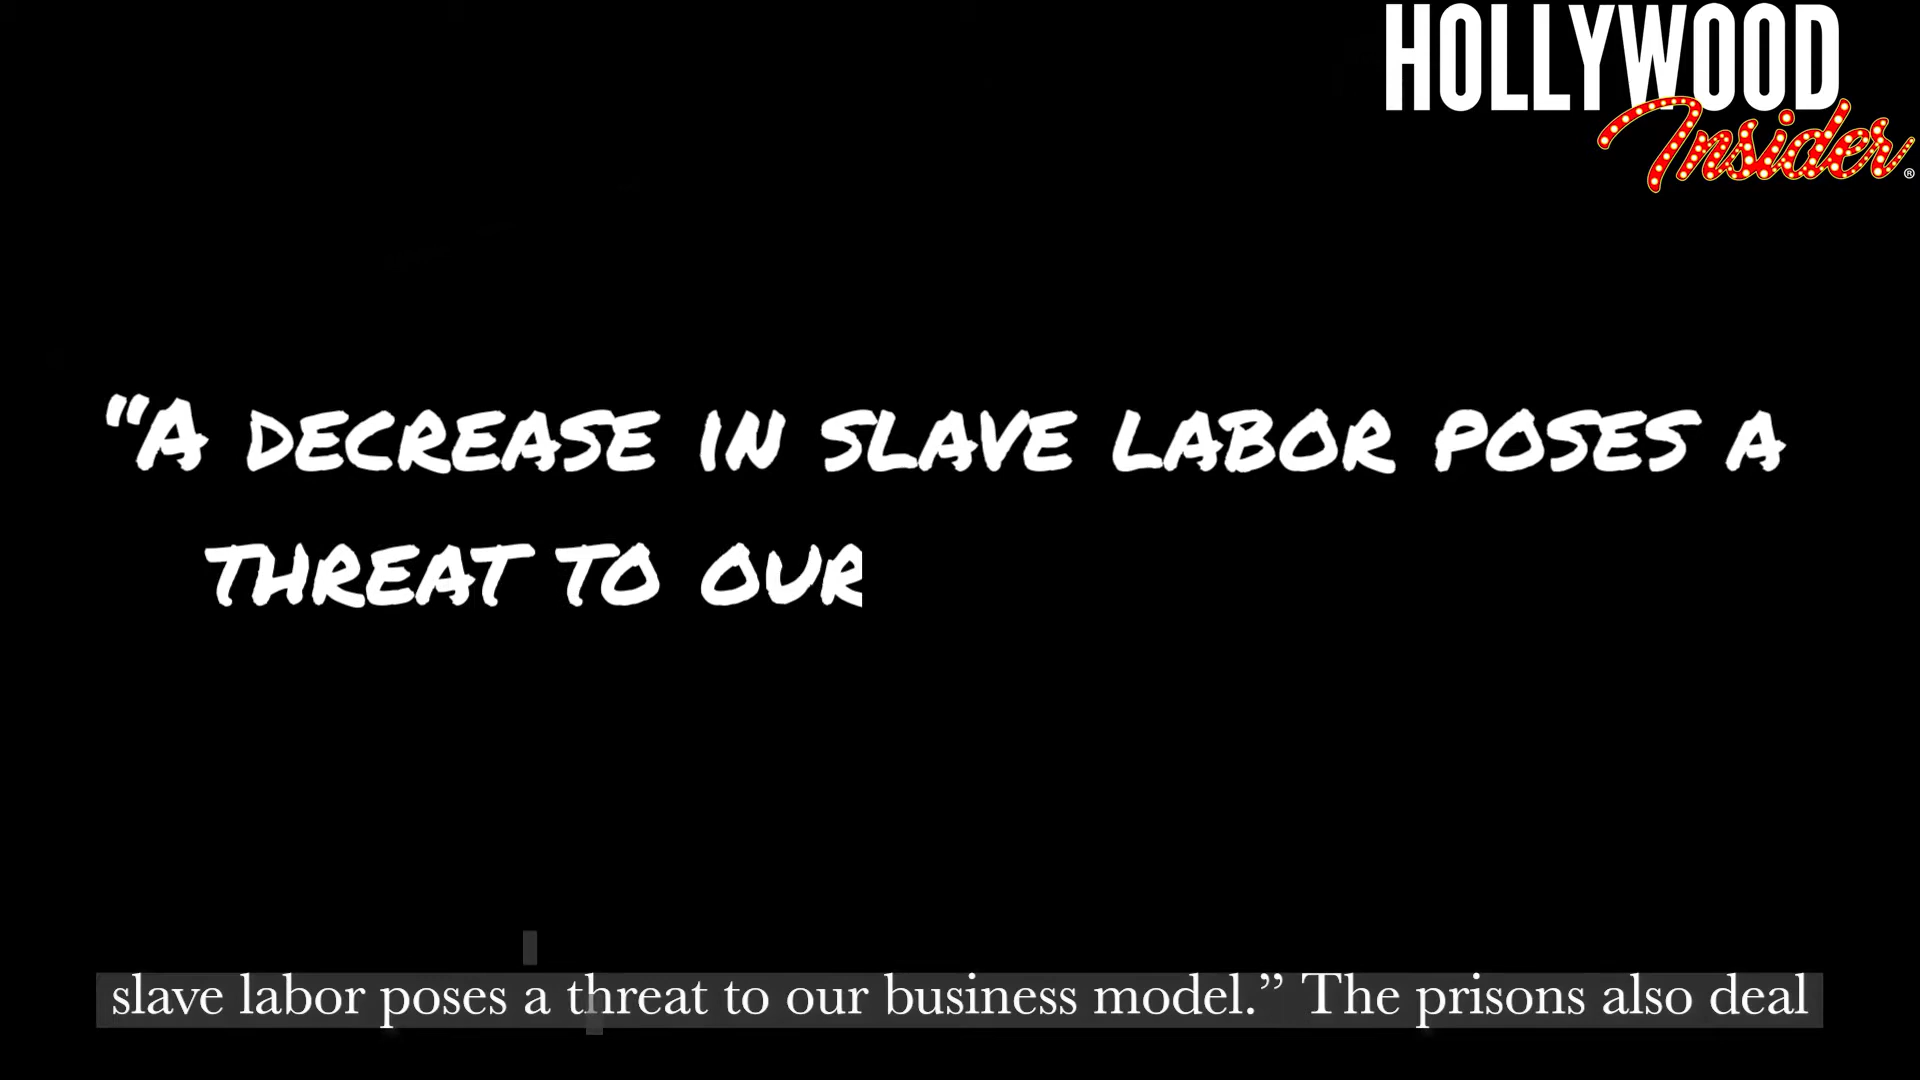 HOLLYWOOD
Insider®
“A DECREASE IN SLAVE LABOR POSES A
THREAT TO OUR
slave labor poses a threat to our business model.” The prisons also deal